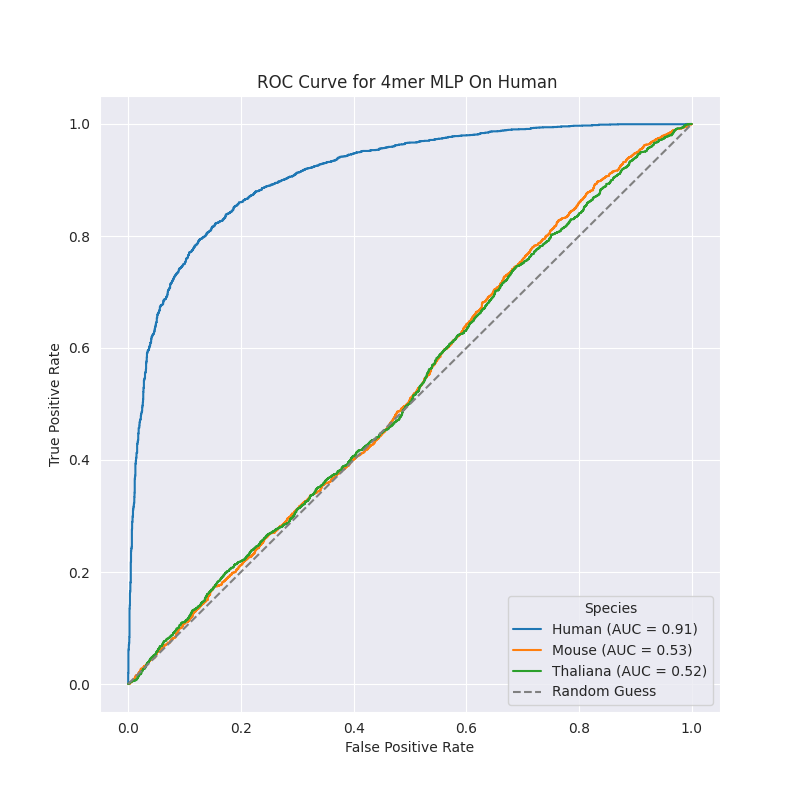 ROC Curve for 4mer MLP On Human
True Positive Rate
1.0
0.8
0.6
0.4
0.2
0.0
Species
Human (AUC = 0.91)
Mouse (AUC = 0.53)
Thaliana (AUC = 0.52)
Random Guess
0.0 0.2 0.4 0.6 0.8 1.0
False Positive Rate